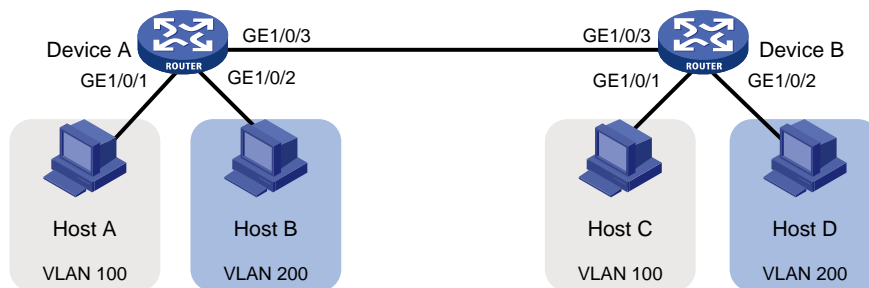 Device A
GE1/0/3
GE1/0/3
Device B
ROUTER
ROUTER
GE1/0/1
GE1/0/2
GE1/0/1
GE1/0/2
Host A
Host B
Host C
Host D
VLAN 100
VLAN 200
VLAN 100
VLAN 200